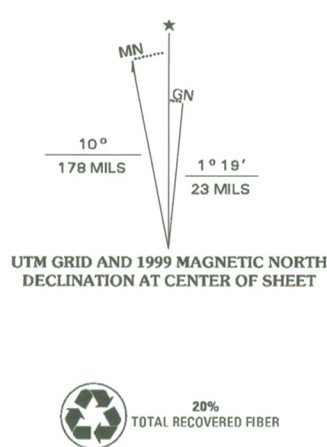 ★
MN
GN
10°
178 MILS
1° 19′
23 MILS
UTM GRID AND 1999 MAGNETIC NORTH
DECLINATION AT CENTER OF SHEET
20%
TOTAL RECOVERED FIBER